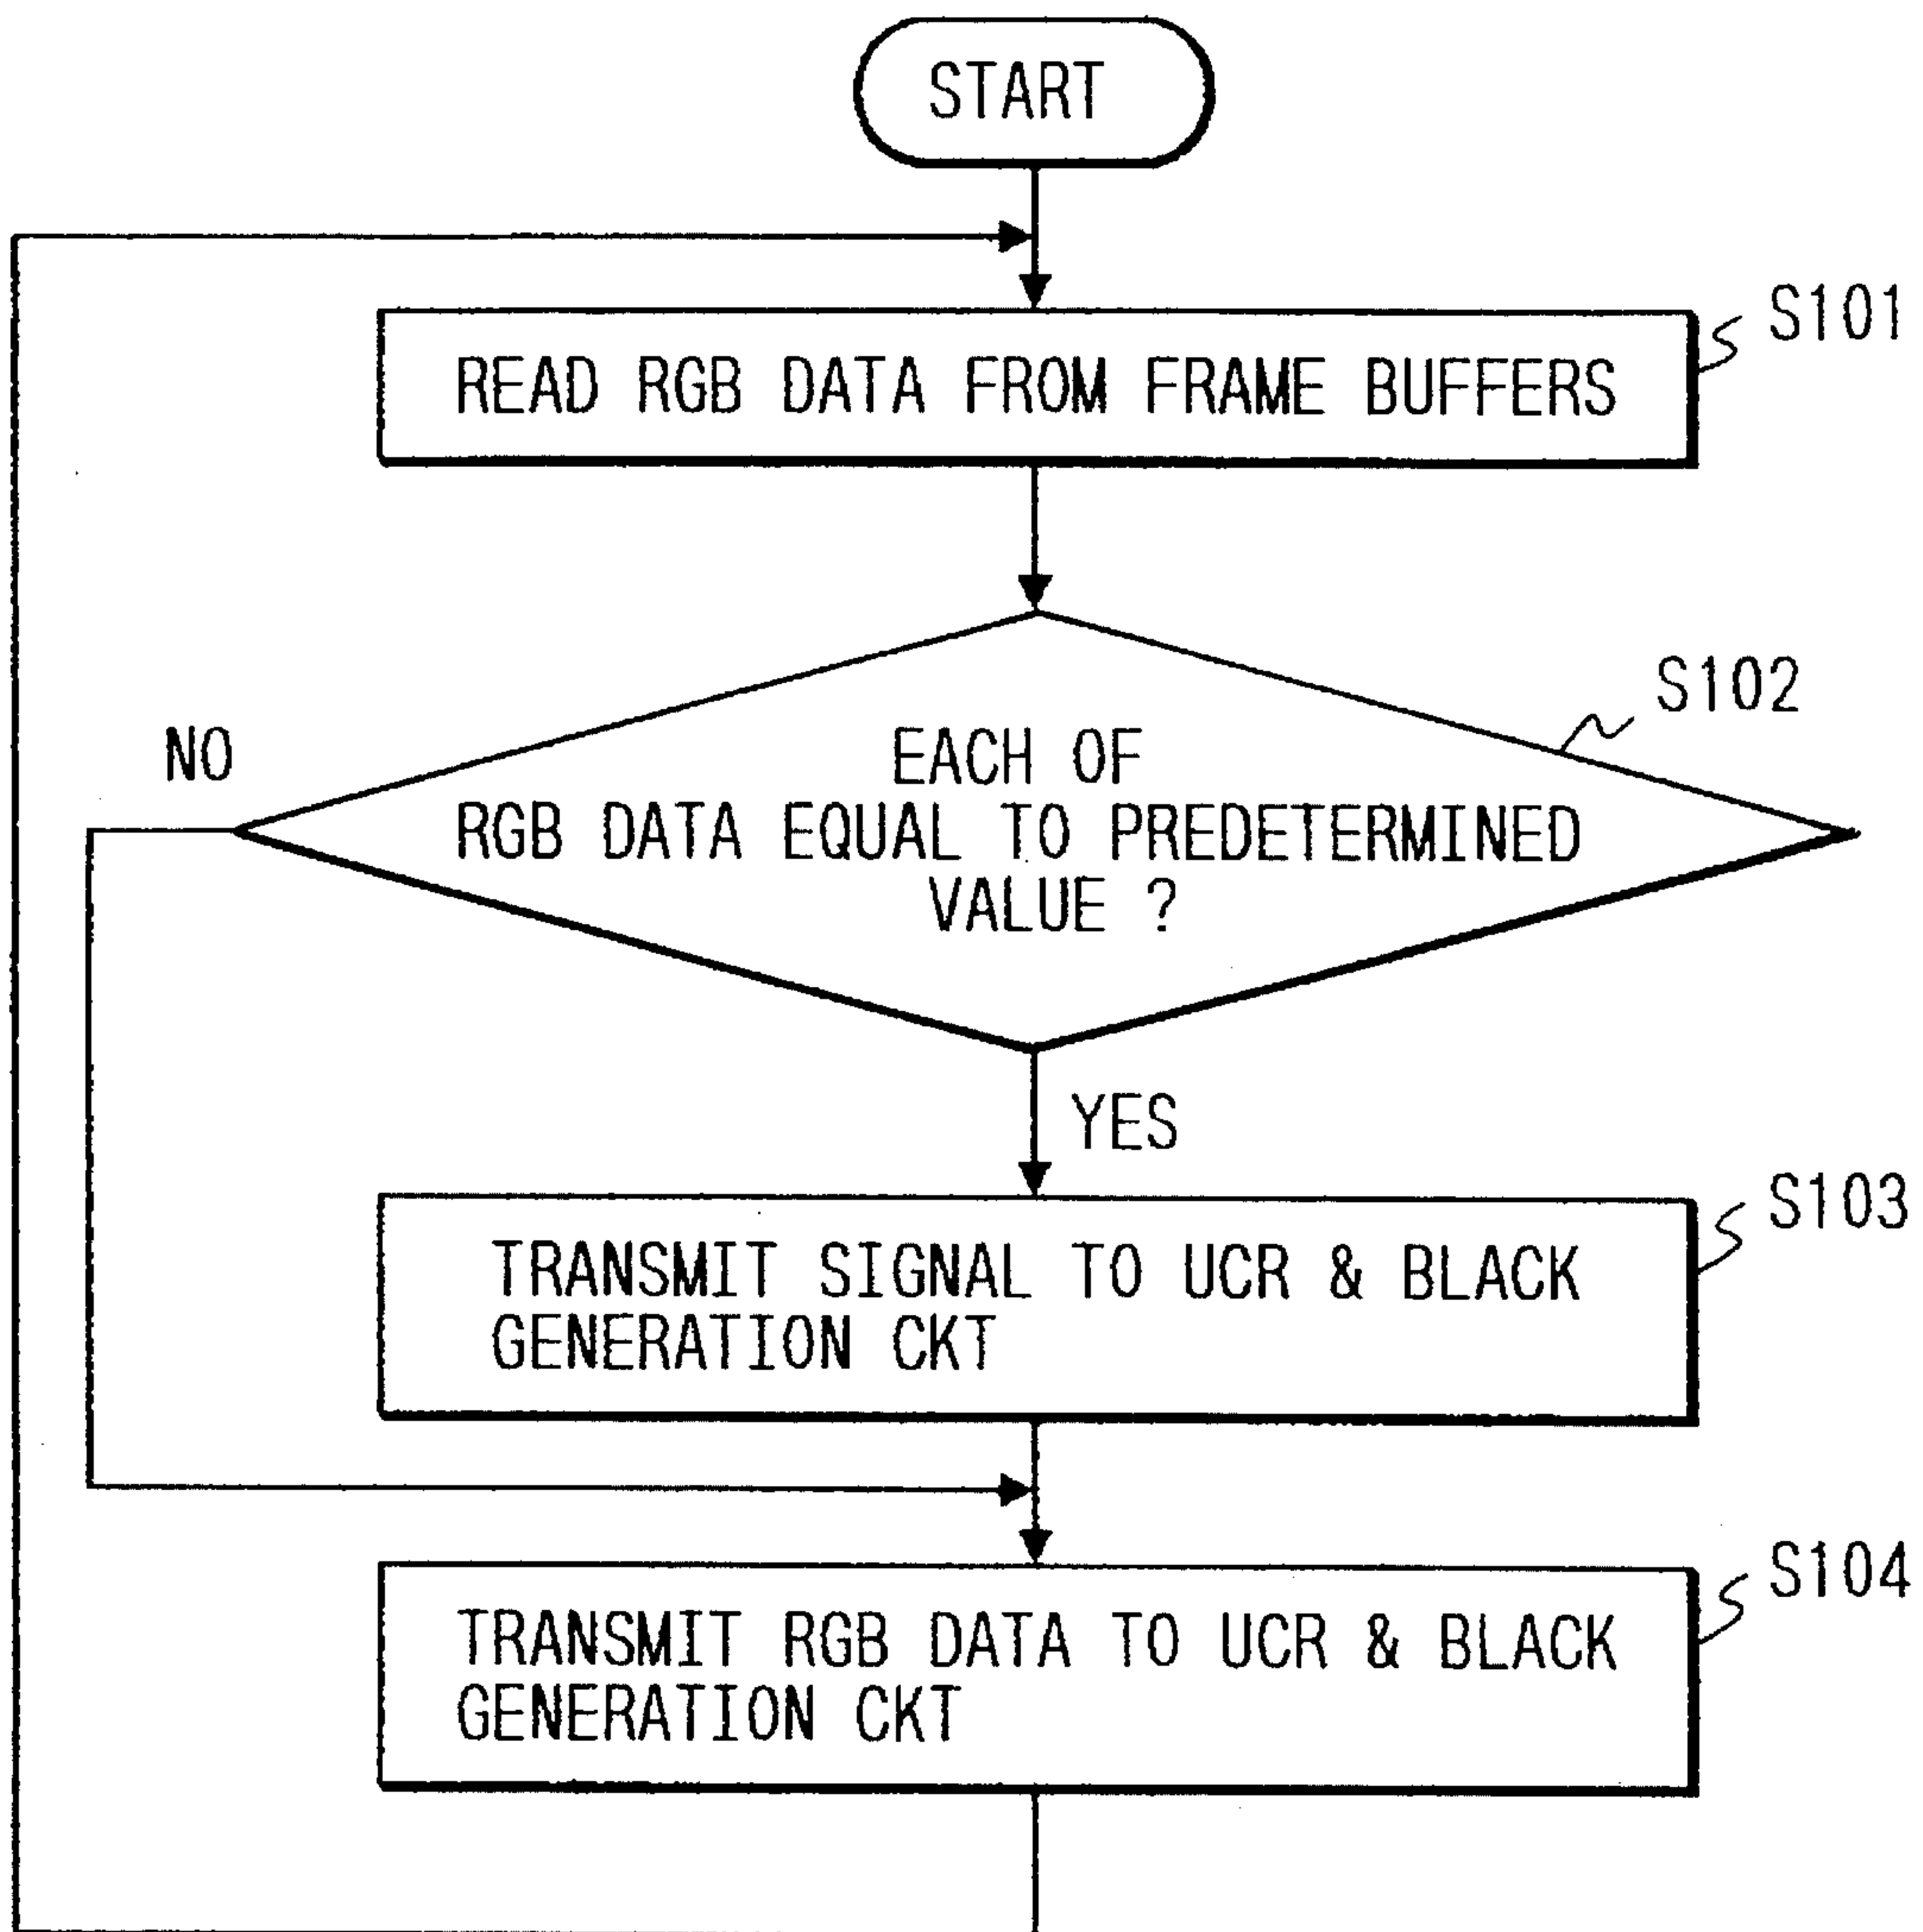 START
S101
READ RGB DATA FROM FRAME BUFFERS
S102
NO
EACH OF
RGB DATA EQUAL TO PREDETERMINED
VALUE ?
YES
S103
TRANSMIT SIGNAL TO UCR & BLACK
GENERATION CKT
S104
TRANSMIT RGB DATA TO UCR & BLACK
GENERATION CKT